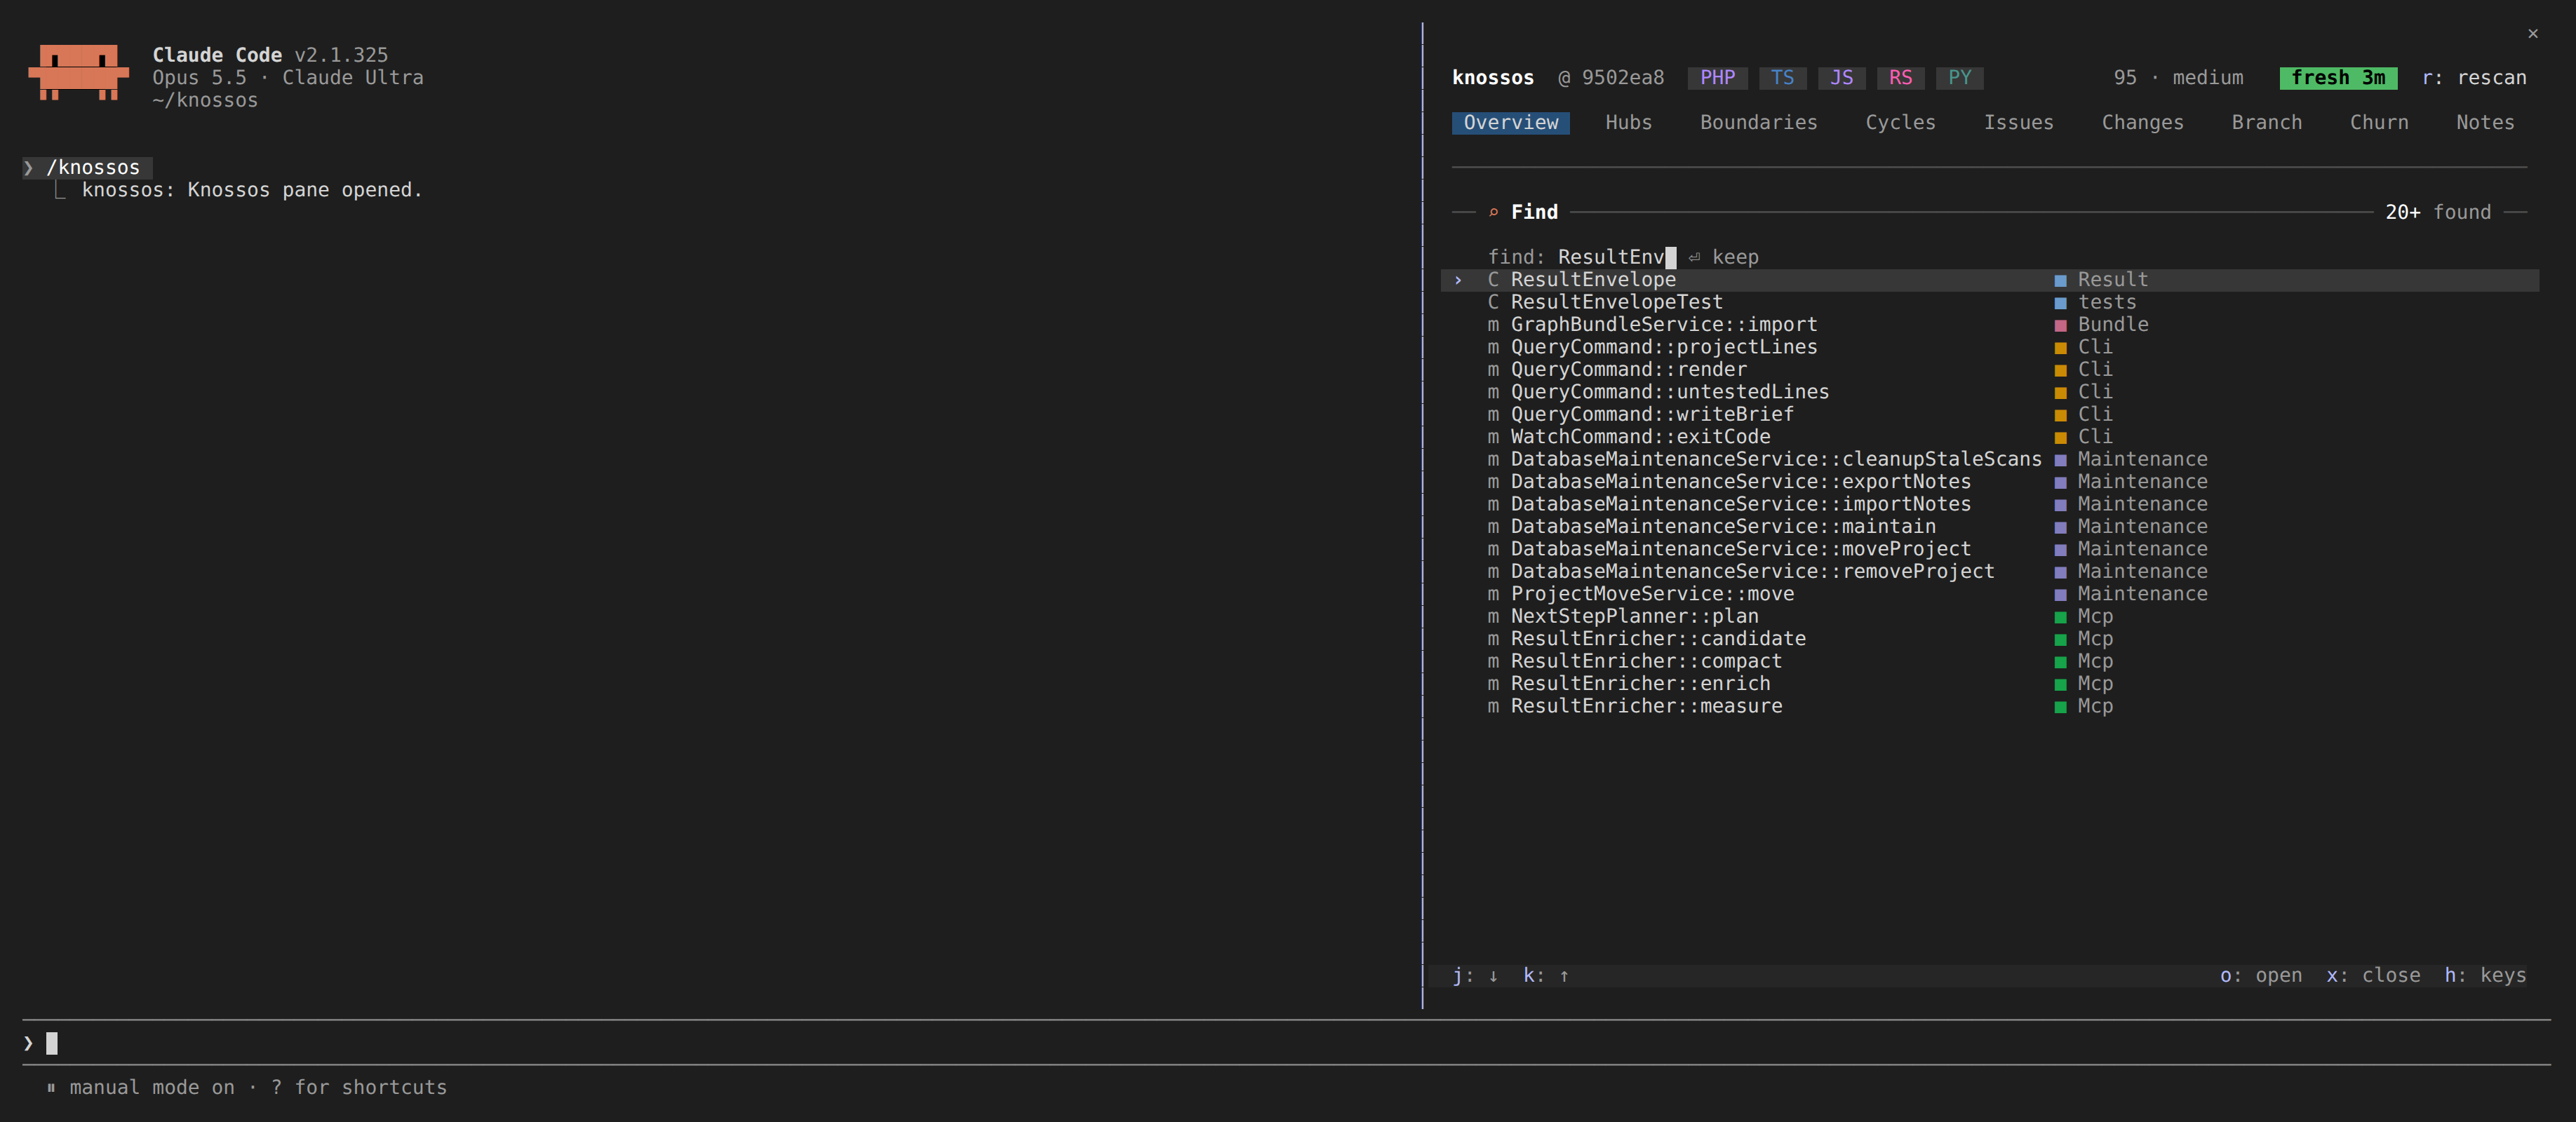 Claude Code v2.1.325
Opus 5.5 · Claude Ultra
~/knossos
❯ /knossos
⎿ knossos: Knossos pane opened.
✕
knossos @ 9502ea8 PHP TS JS RS PY 95 · medium fresh 3m r: rescan
Overview Hubs Boundaries Cycles Issues Changes Branch Churn Notes
⌕ Find 20+ found
find: ResultEnv ⏎ keep
› C ResultEnvelope ■ Result
C ResultEnvelopeTest ■ tests
m GraphBundleService::import ■ Bundle
m QueryCommand::projectLines ■ Cli
m QueryCommand::render ■ Cli
m QueryCommand::untestedLines ■ Cli
m QueryCommand::writeBrief ■ Cli
m WatchCommand::exitCode ■ Cli
m DatabaseMaintenanceService::cleanupStaleScans ■ Maintenance
m DatabaseMaintenanceService::exportNotes ■ Maintenance
m DatabaseMaintenanceService::importNotes ■ Maintenance
m DatabaseMaintenanceService::maintain ■ Maintenance
m DatabaseMaintenanceService::moveProject ■ Maintenance
m DatabaseMaintenanceService::removeProject ■ Maintenance
m ProjectMoveService::move ■ Maintenance
m NextStepPlanner::plan ■ Mcp
m ResultEnricher::candidate ■ Mcp
m ResultEnricher::compact ■ Mcp
m ResultEnricher::enrich ■ Mcp
m ResultEnricher::measure ■ Mcp
j: ↓ k: ↑ o: open x: close h: keys
❯
⏸ manual mode on · ? for shortcuts